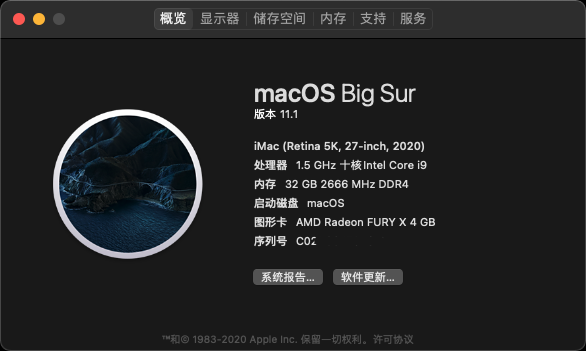 概览 显示器 储存空间 内存 支持 服务
macOS Big Sur
版本 11.1
iMac (Retina 5K, 27-inch, 2020)
处理器 1.5 GHz 十核Intel Core i9
内存 32 GB 2666 MHz DDR4
启动磁盘 macOS
图形卡 AMD Radeon FURY X 4 GB
序列号 C02
系统报告... 软件更新...
™和© 1983-2020 Apple Inc. 保留一切权利。许可协议